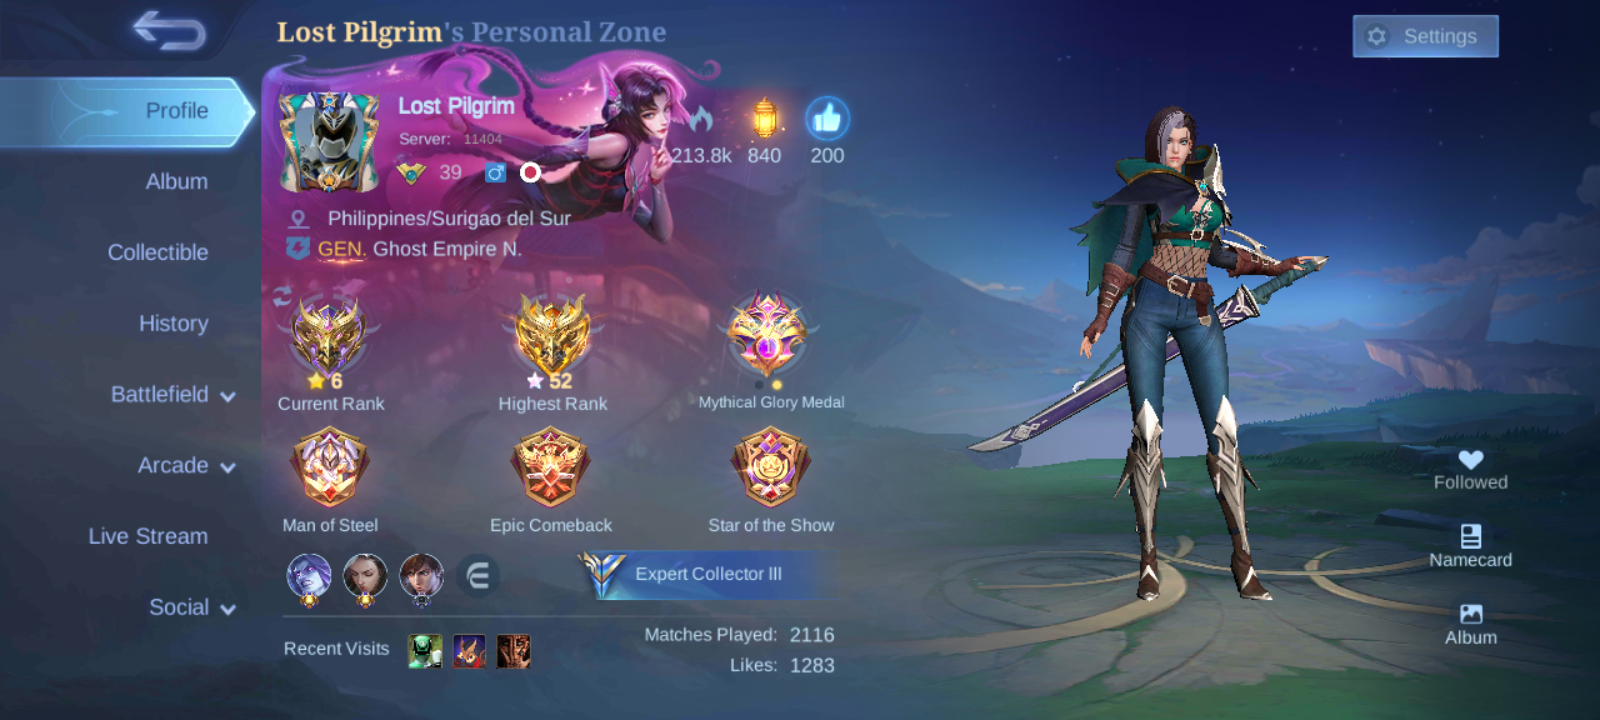 Lost Pilgrim's Personal Zone
Settings
Profile
Album
Collectible
History
Battlefield
Arcade
Live Stream
Social
Lost Pilgrim
Server: 11404
39
213.8k
840
200
Philippines/Surigao del Sur
GEN. Ghost Empire N.
6
Current Rank
52
Highest Rank
1
Mythical Glory Medal
Man of Steel
Epic Comeback
Star of the Show
Expert Collector III
Recent Visits
Matches Played: 2116
Likes: 1283
Followed
Namecard
Album